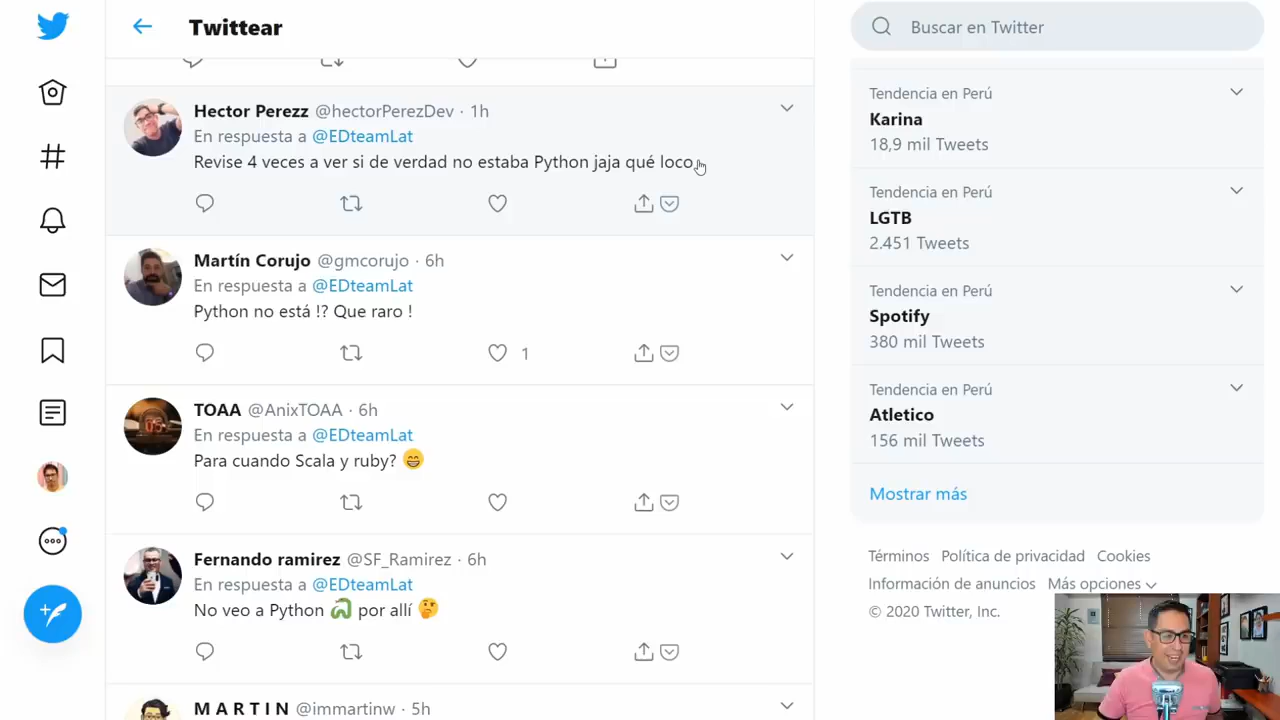 Twittear
Hector Perezz @hectorPerezDev · 1h
En respuesta a @EDteamLat
Revise 4 veces a ver si de verdad no estaba Python jaja qué loco
Martín Corujo @gmcorujo · 6h
En respuesta a @EDteamLat
Python no está !? Que raro !
1
TOAA @AnixTOAA · 6h
En respuesta a @EDteamLat
Para cuando Scala y ruby? 😁
Fernando ramirez @SF_Ramirez · 6h
En respuesta a @EDteamLat
No veo a Python 🐍 por allí 🤔
M A R T I N @immartinw · 5h
Buscar en Twitter
Tendencia en Perú
Karina
18,9 mil Tweets
Tendencia en Perú
LGTB
2.451 Tweets
Tendencia en Perú
Spotify
380 mil Tweets
Tendencia en Perú
Atletico
156 mil Tweets
Mostrar más
Términos Política de privacidad Cookies
Información de anuncios Más opciones
© 2020 Twitter, Inc.